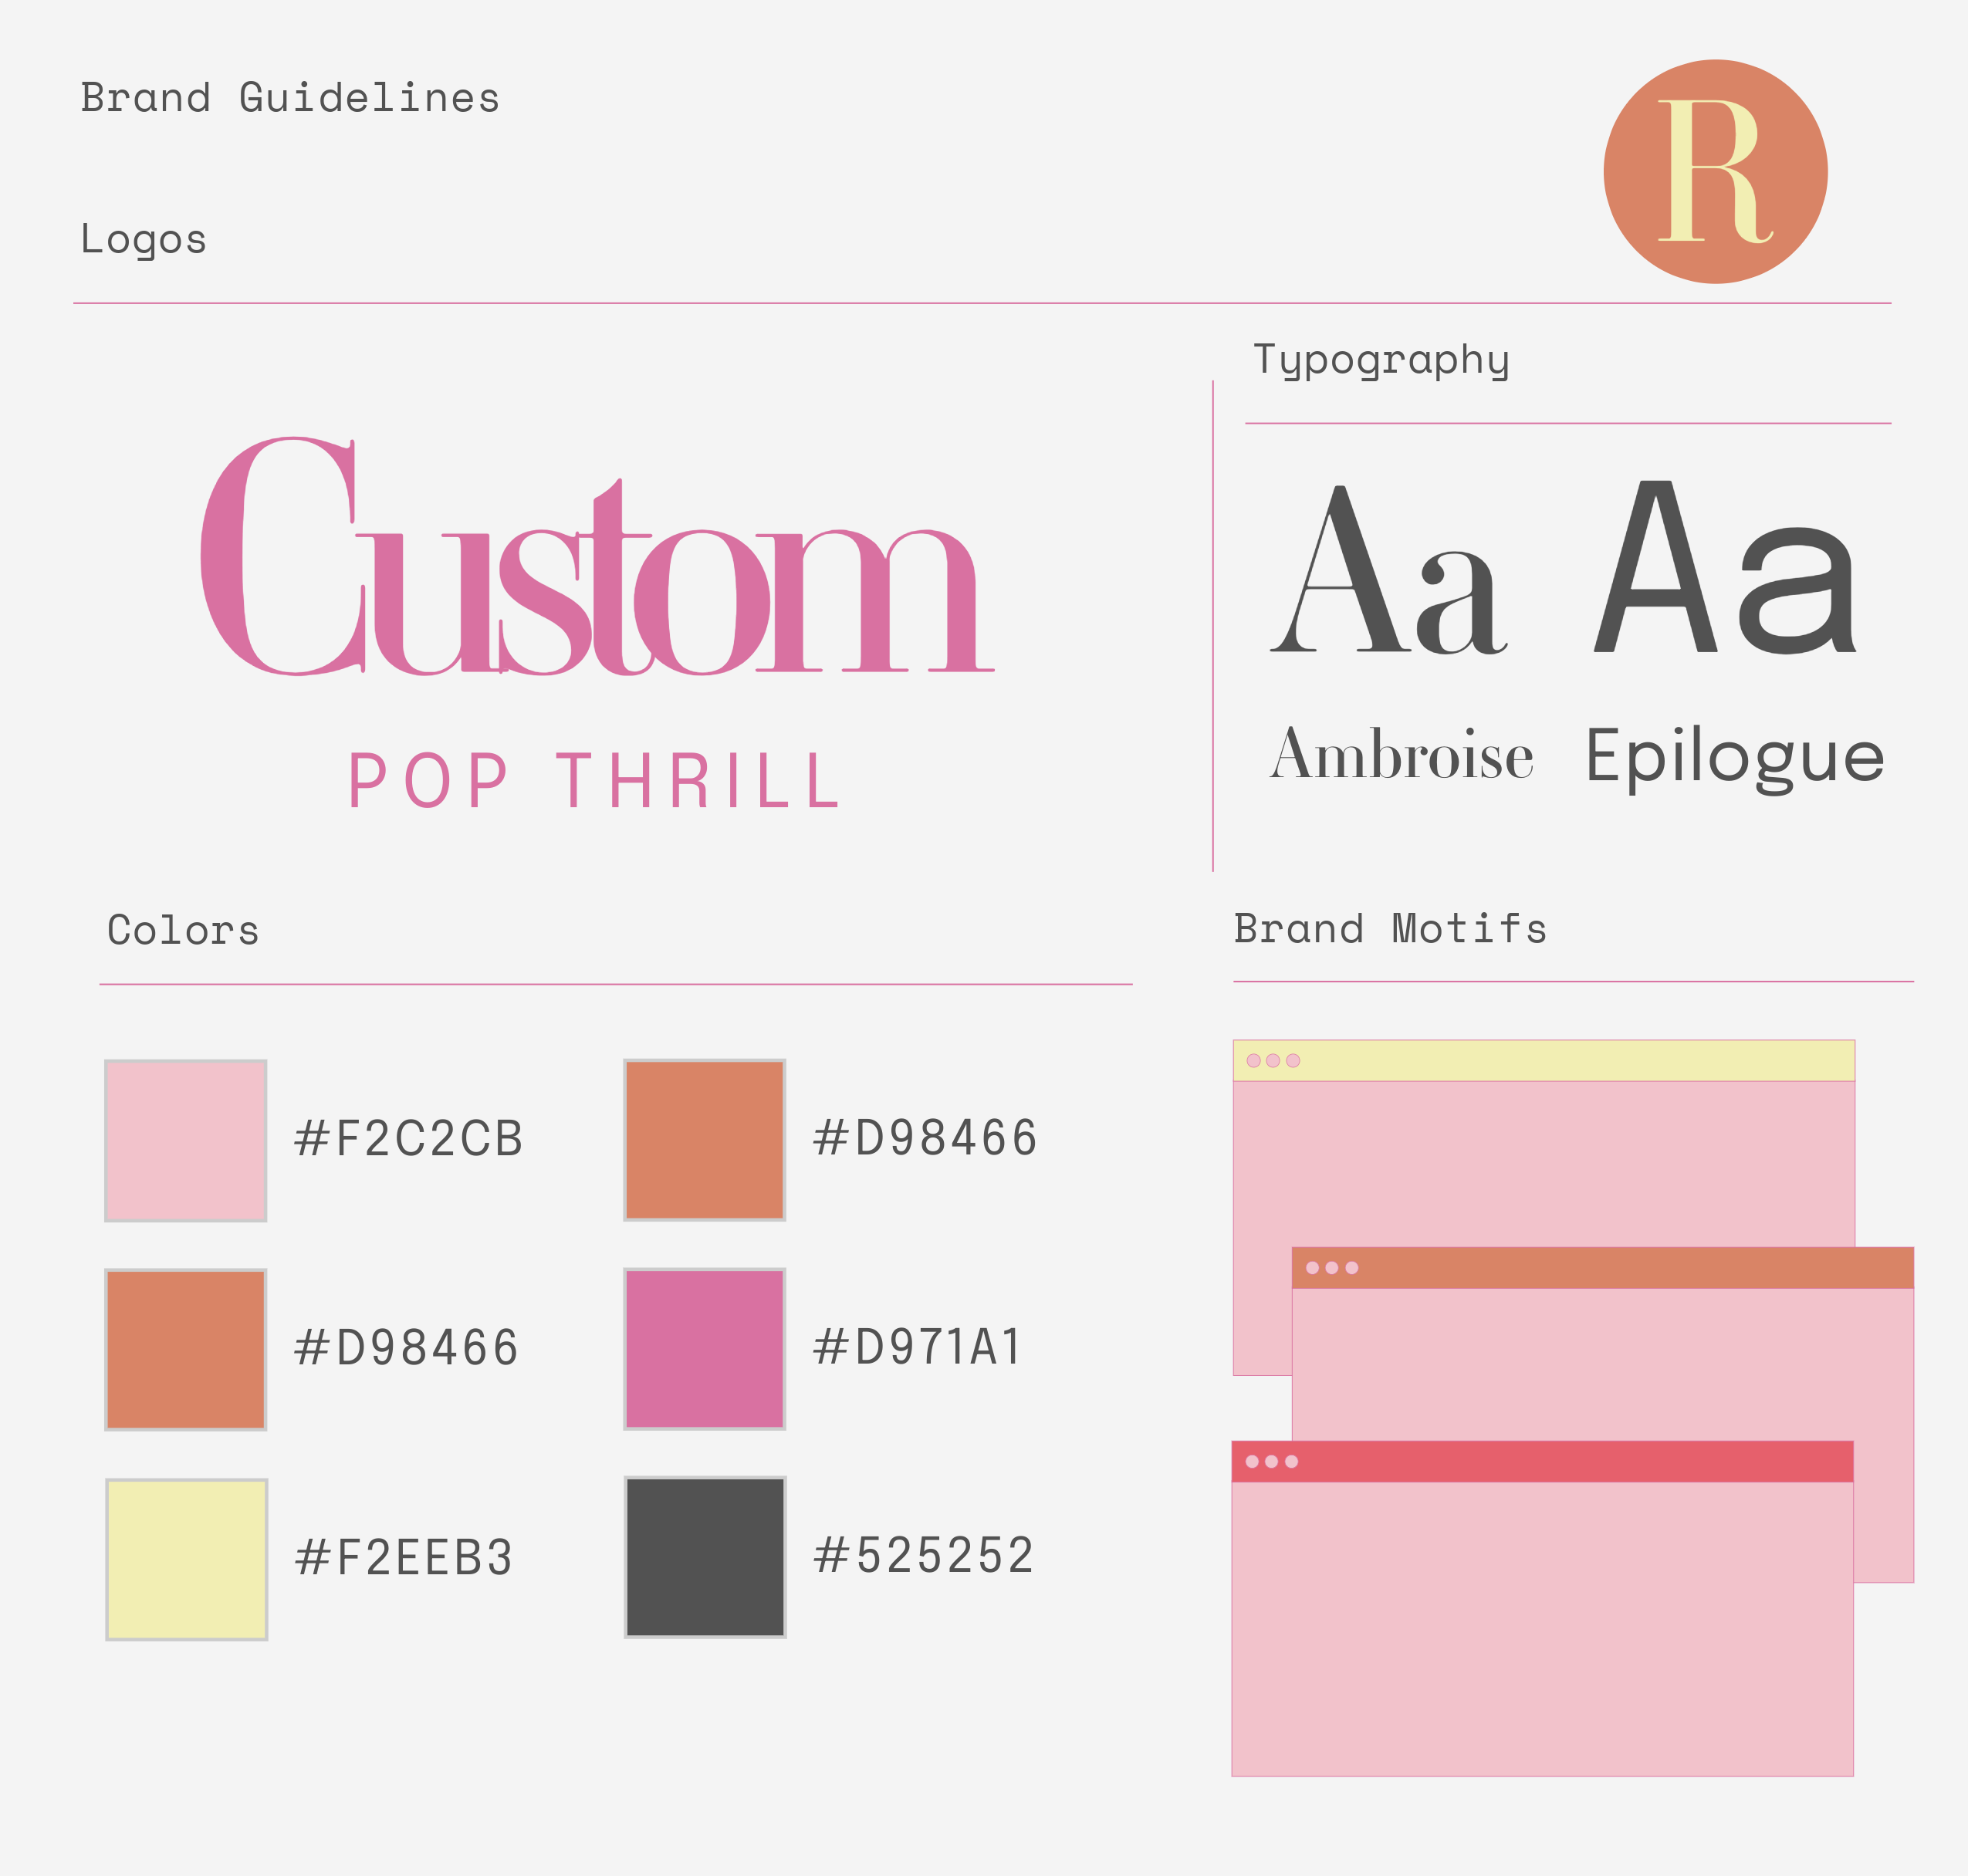 Brand Guidelines
R
Logos
Custom
POP THRILL
Typography
Aa Aa
Ambroise Epilogue
Colors
#F2C2CB #D98466
#D98466 #D971A1
#F2EEB3 #525252
Brand Motifs